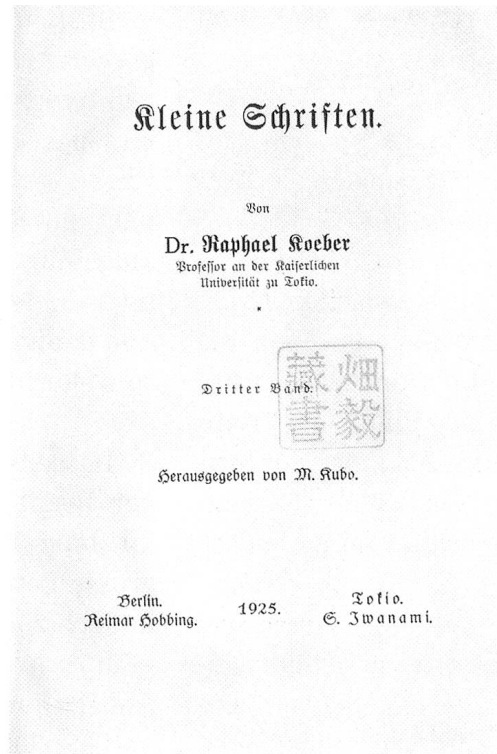 Kleine Schriften.
Von
Dr. Raphael Koeber
Professor an der Kaiserlichen
Universität zu Tokio.
*
Dritter Band.
畑毅
蔵書
Herausgegeben von M. Kubo.
Berlin.
Reimar Hobbing.
1925.
Tokio.
S. Iwanami.